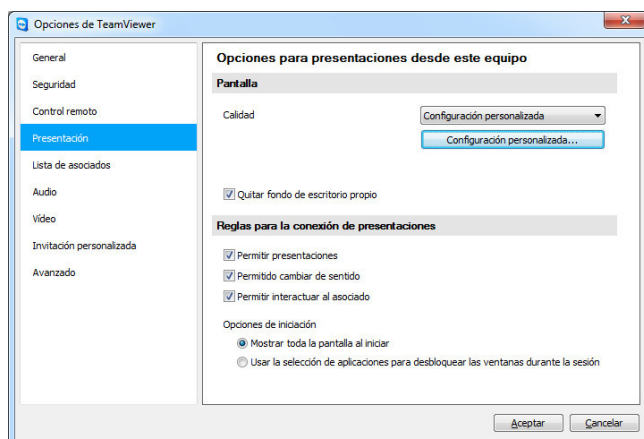 Opciones de TeamViewer
General
Seguridad
Control remoto
Presentación
Lista de asociados
Audio
Vídeo
Invitación personalizada
Avanzado
Opciones para presentaciones desde este equipo
Pantalla
Calidad
Configuración personalizada
Configuración personalizada...
Quitar fondo de escritorio propio
Reglas para la conexión de presentaciones
Permitir presentaciones
Permitido cambiar de sentido
Permitir interactuar al asociado
Opciones de iniciación
Mostrar toda la pantalla al iniciar
Usar la selección de aplicaciones para desbloquear las ventanas durante la sesión
Aceptar
Cancelar